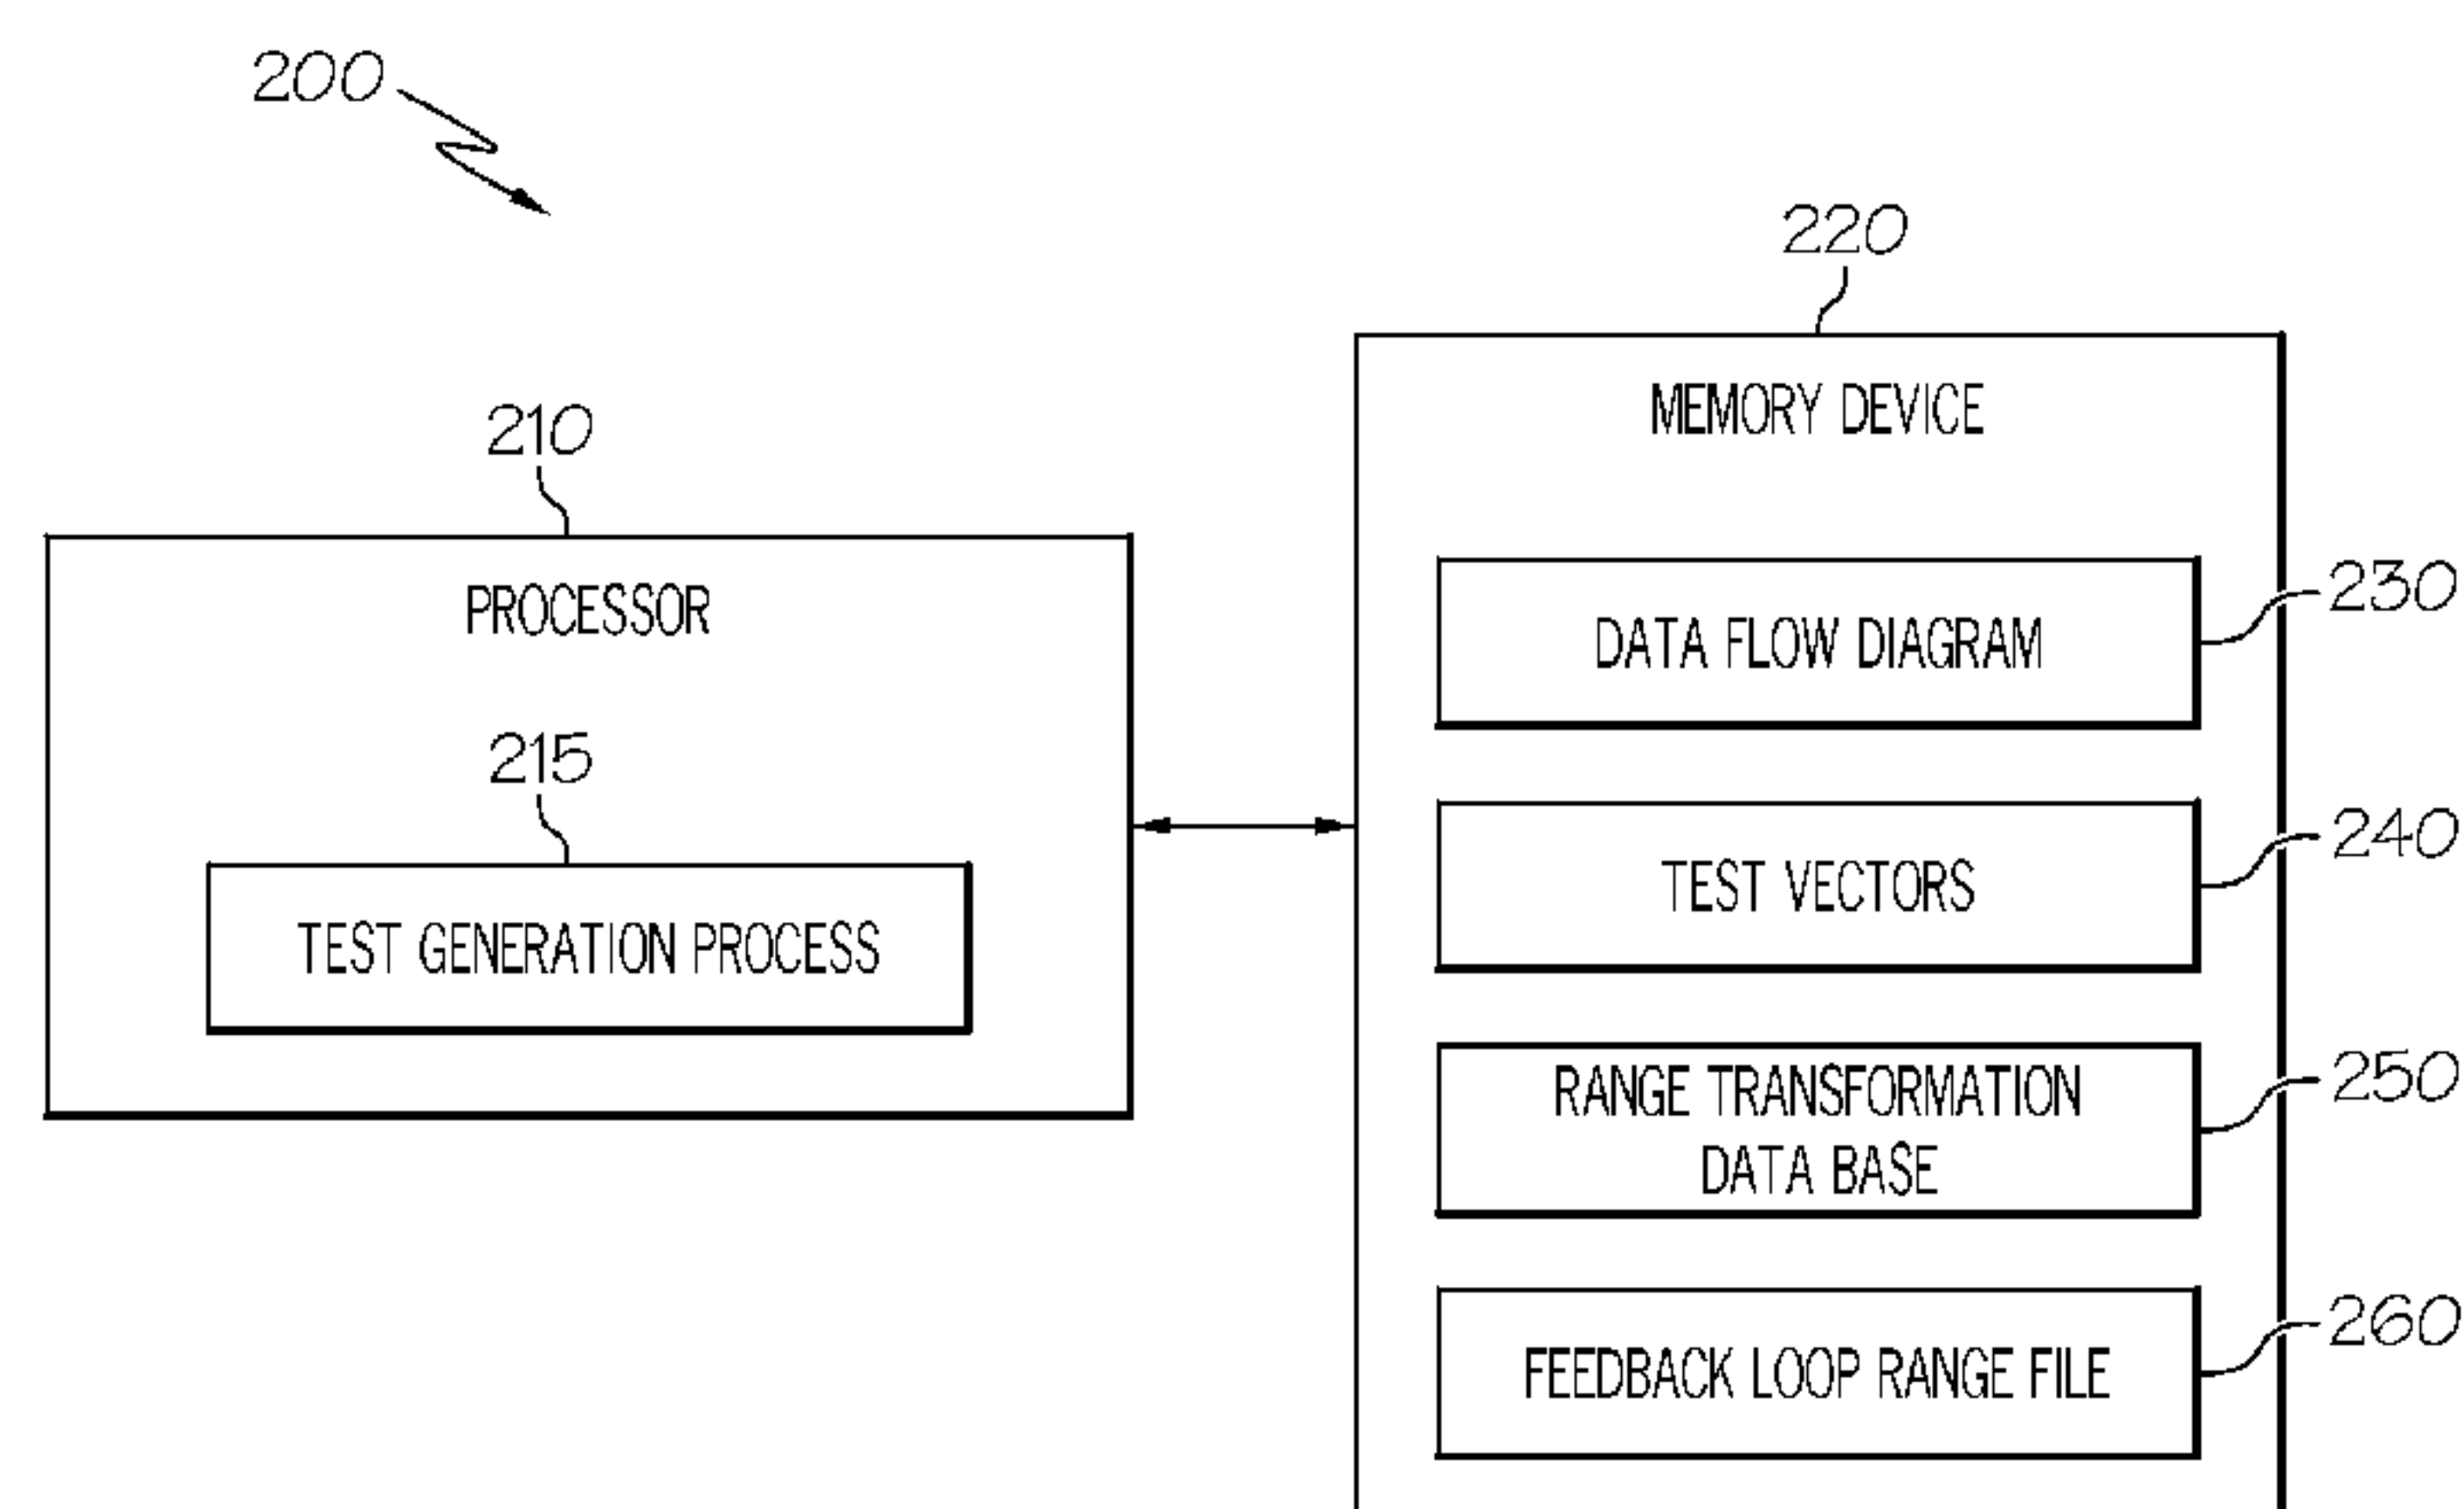 200
220
MEMORY DEVICE
210
PROCESSOR
230
DATA FLOW DIAGRAM
215
TEST GENERATION PROCESS
240
TEST VECTORS
250
RANGE TRANSFORMATION
DATA BASE
260
FEEDBACK LOOP RANGE FILE